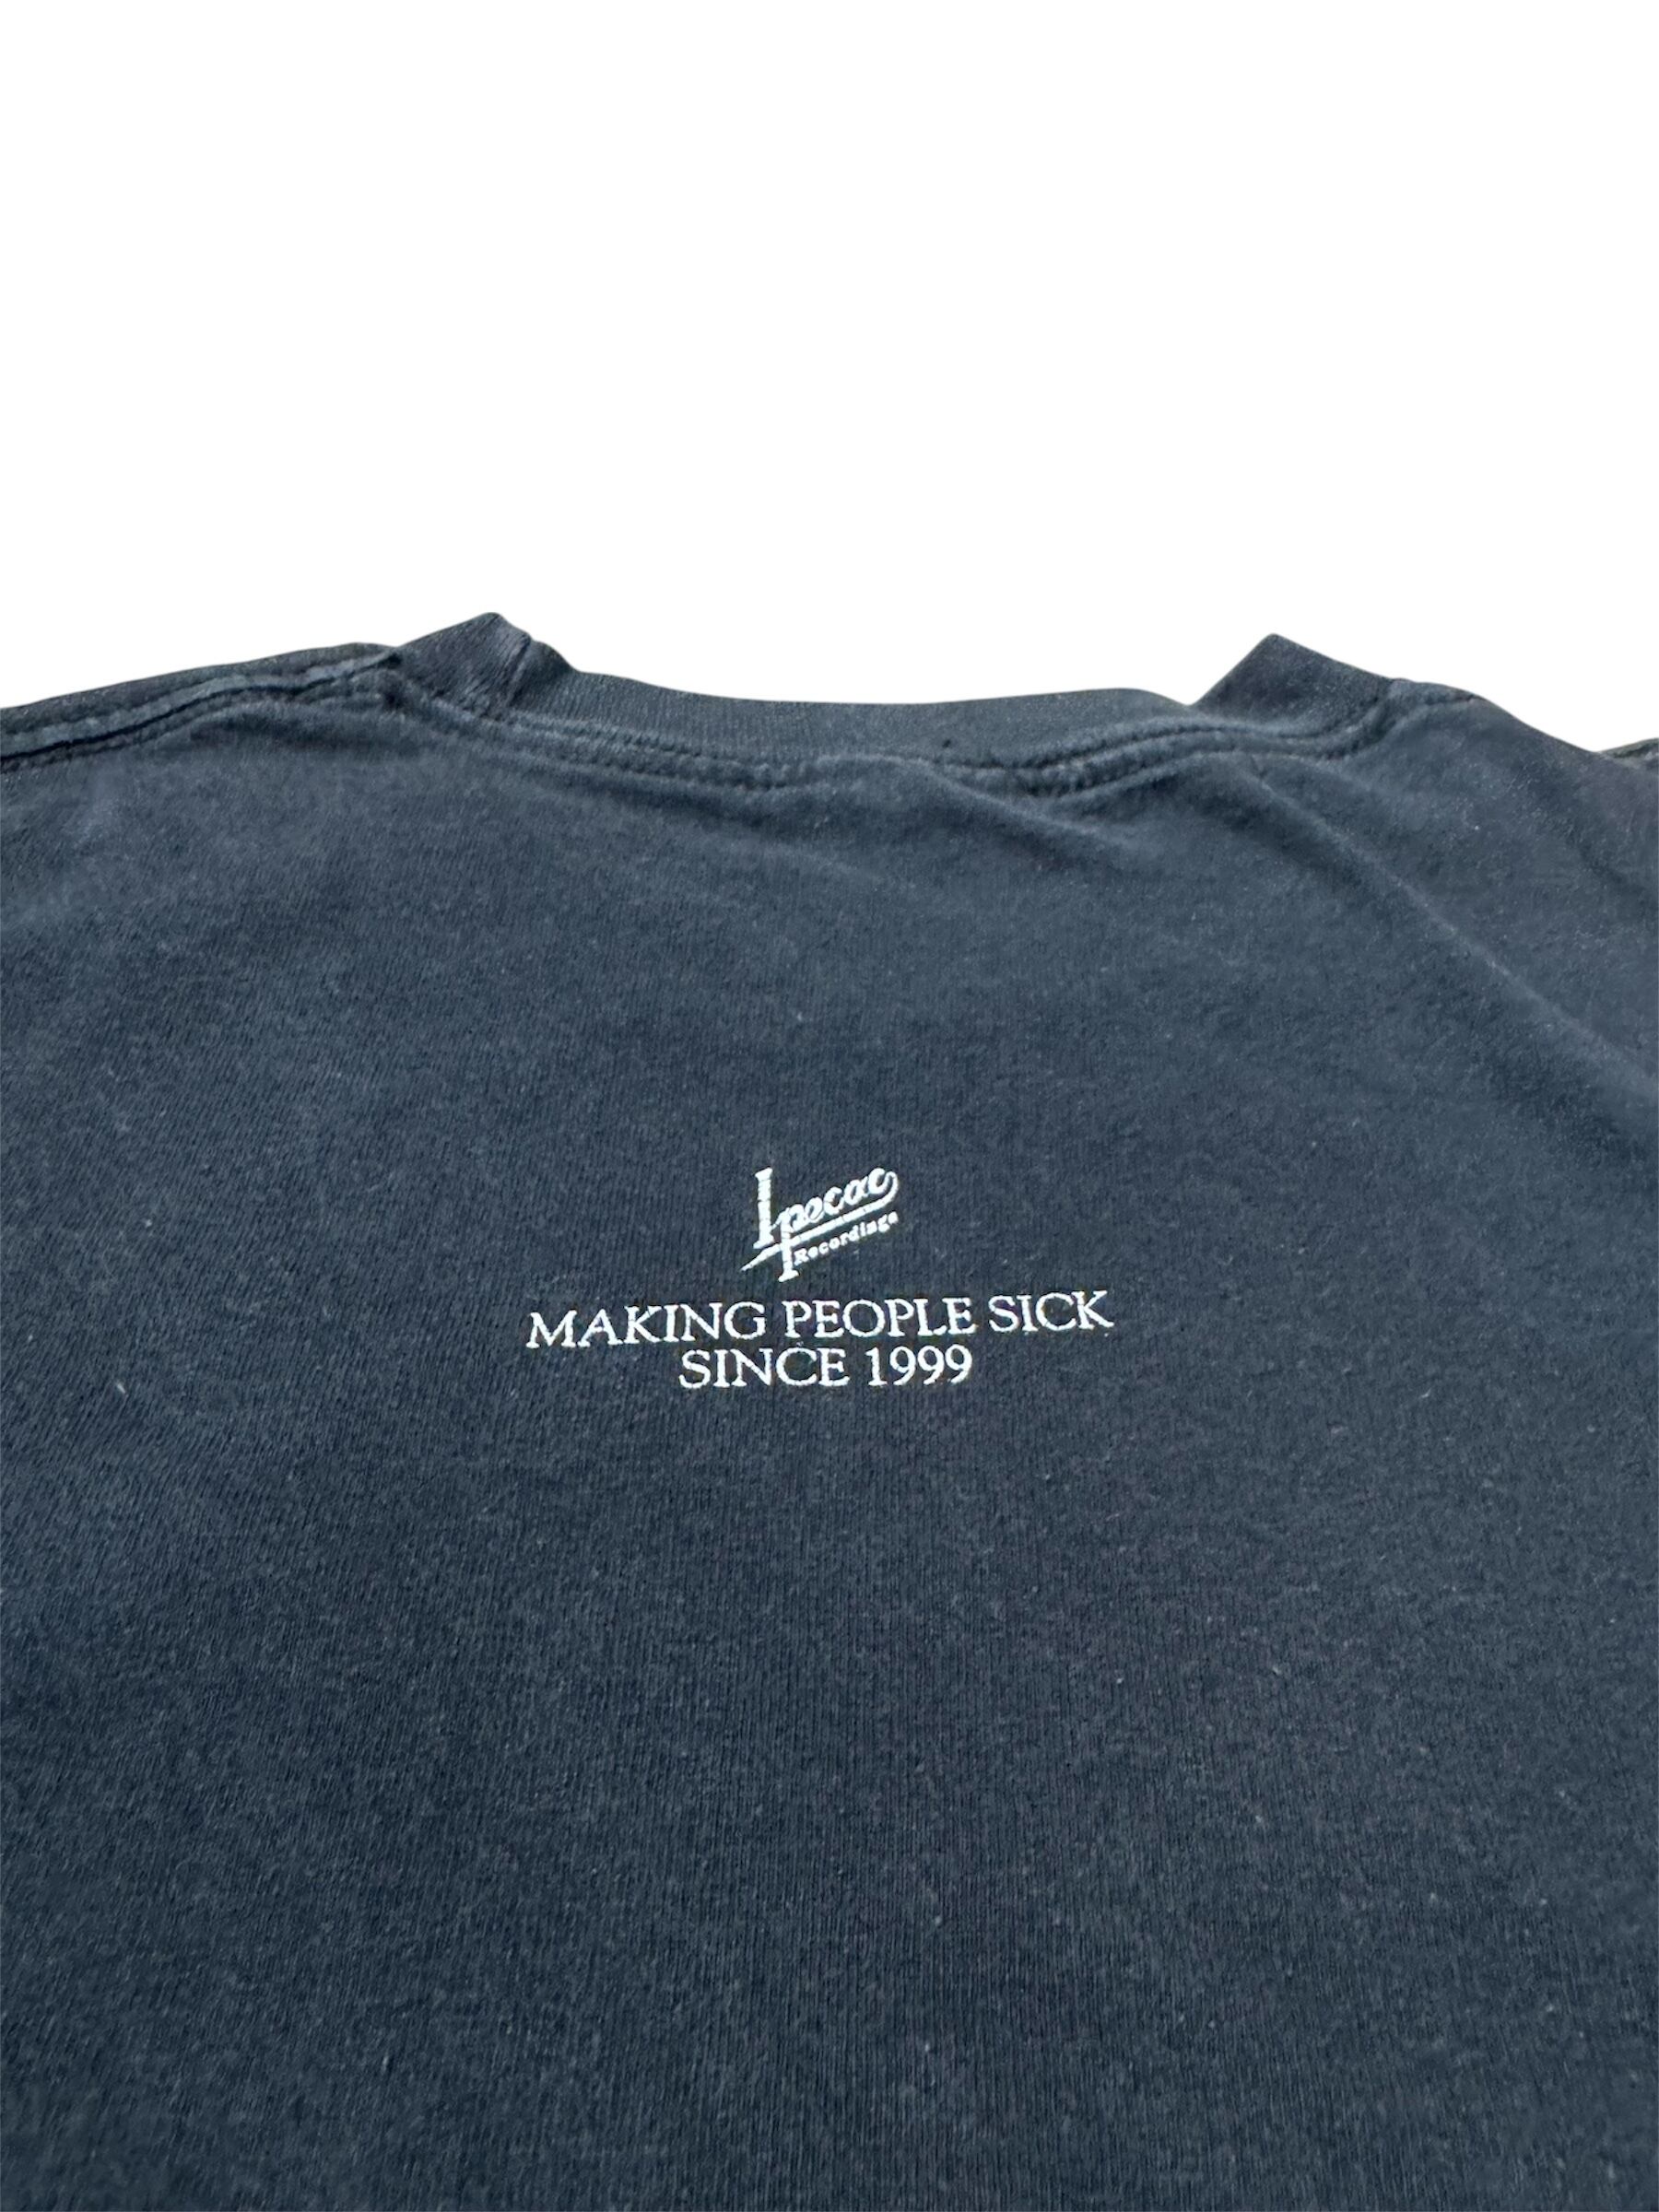 Ipecac
Recordings
MAKING PEOPLE SICK
SINCE 1999